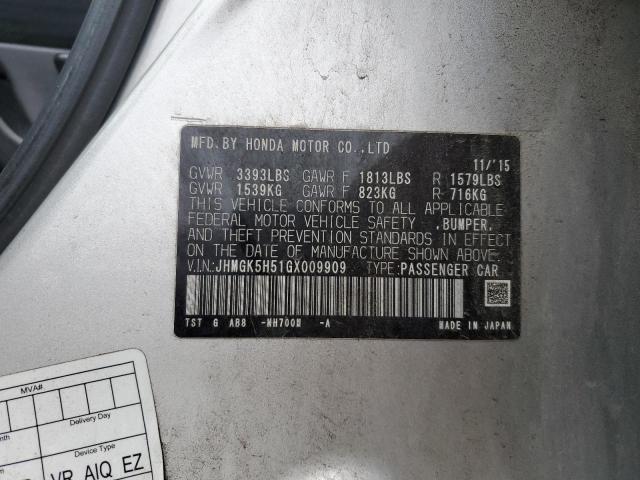 MFD.BY HONDA MOTOR CO.,LTD
11/'15
GVWR 3393LBS GAWR F 1813LBS R 1579LBS
GVWR 1539KG GAWR F 823KG R 716KG
THIS VEHICLE CONFORMS TO ALL APPLICABLE
FEDERAL MOTOR VEHICLE SAFETY ,BUMPER,
AND THEFT PREVENTION STANDARDS IN EFFECT
ON THE DATE OF MANUFACTURE SHOWN ABOVE.
V.IN.: JHMGK5H51GX009909 TYPE: PASSENGER CAR
TST G AB8 -NH700M -A MADE IN JAPAN
MVA#
Device Type
VR AIQ EZ